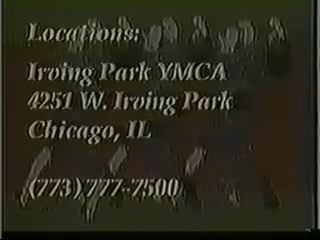 Locations:
Irving Park YMCA
4251 W. Irving Park
Chicago, IL
(773) 777-7500